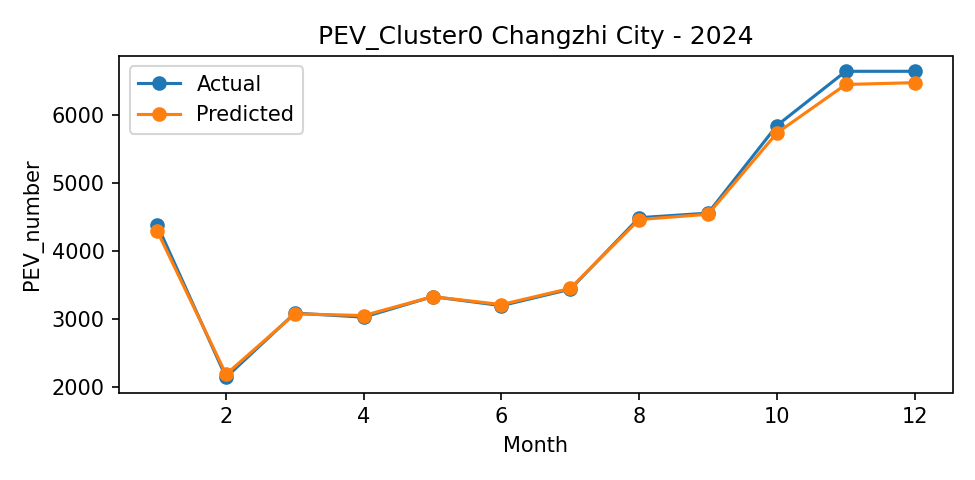 PEV_Cluster0 Changzhi City - 2024
Actual
Predicted
PEV_number
6000
5000
4000
3000
2000
2 4 6 8 10 12
Month